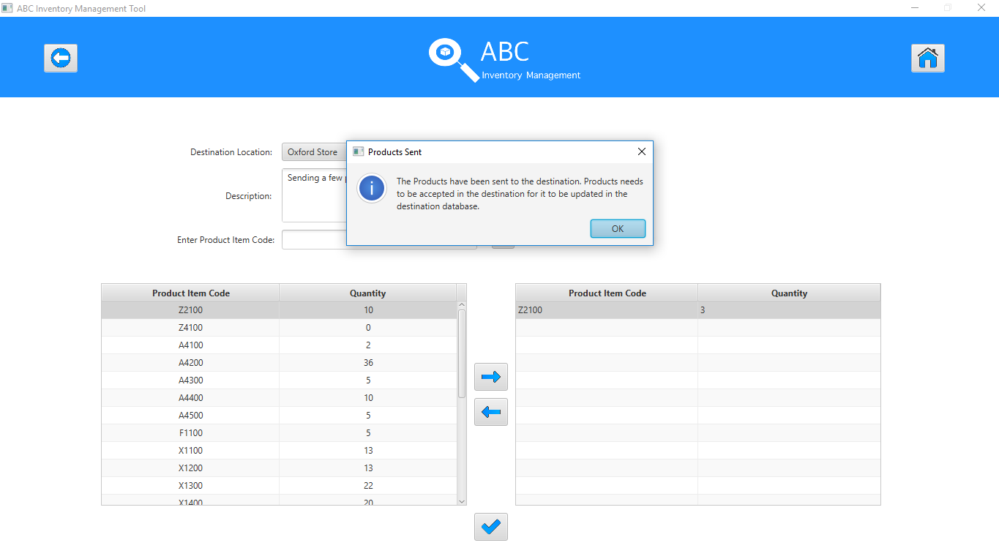 ABC Inventory Management Tool
ABC
Inventory Management
Destination Location:
Oxford Store
Products Sent
Description:
Sending a few
The Products have been sent to the destination. Products needs
to be accepted in the destination for it to be updated in the
destination database.
OK
Enter Product Item Code:
Product Item Code Quantity
Z2100 10
Z4100 0
A4100 2
A4200 36
A4300 5
A4400 10
A4500 5
F1100 5
X1100 13
X1200 13
X1300 22
X1400 20
Product Item Code Quantity
Z2100 3